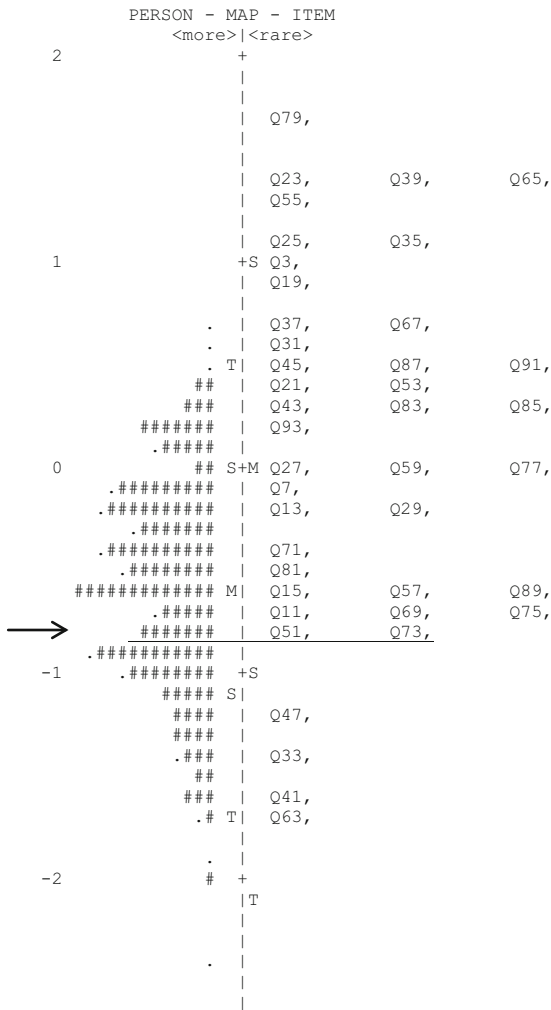 PERSON - MAP - ITEM
<more>|<rare>
2 +
|
|
| Q79,
|
|
| Q23, Q39, Q65,
| Q55,
|
| Q25, Q35,
1 +S Q3,
| Q19,
|
. | Q37, Q67,
. | Q31,
. T| Q45, Q87, Q91,
## | Q21, Q53,
### | Q43, Q83, Q85,
####### | Q93,
.##### |
0 ## S+M Q27, Q59, Q77,
.######### | Q7,
.########## | Q13, Q29,
.####### |
.########## | Q71,
.######## | Q81,
############# M| Q15, Q57, Q89,
.##### | Q11, Q69, Q75,
####### | Q51, Q73,
.########### |
-1 .######## +S
##### S|
#### | Q47,
#### |
.### | Q33,
## |
### | Q41,
.# T| Q63,
|
. |
-2 # +
|T
|
|
. |
|
|